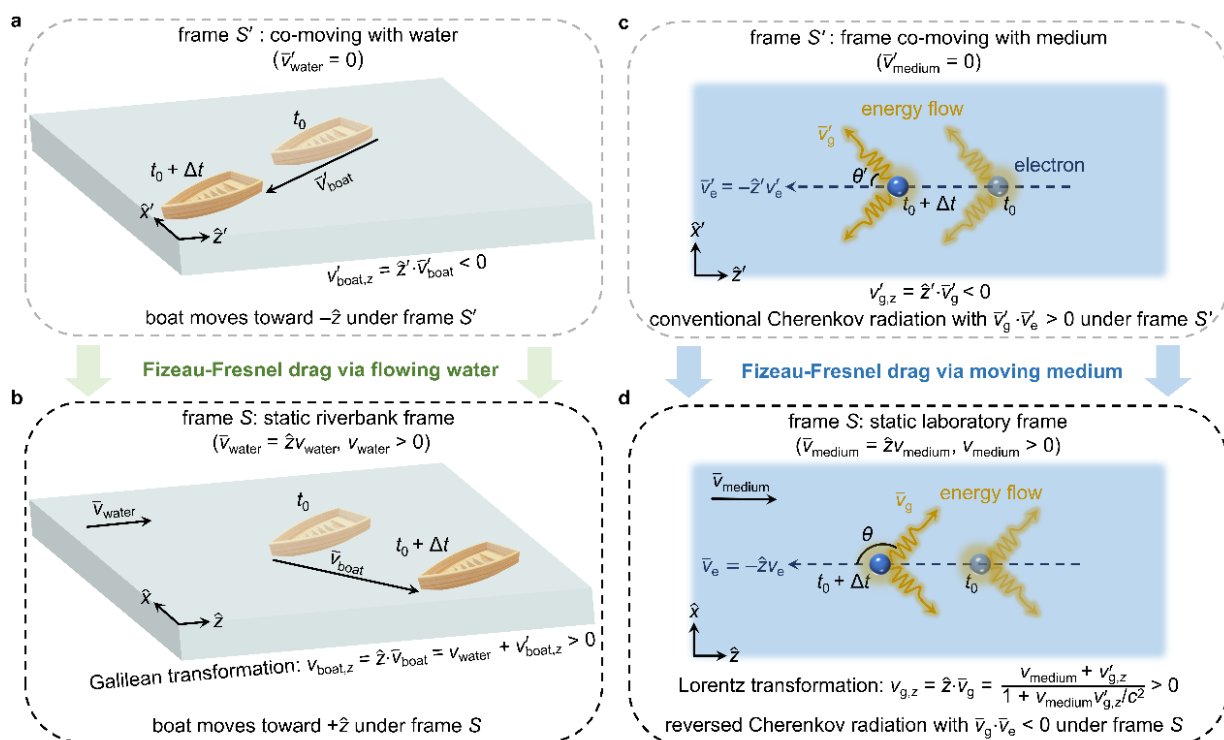 a
frame S′ : co-moving with water
(v̄′water = 0)
t₀
t₀ + Δt
v̄′boat
x̂′
ẑ′
v′boat,z = ẑ′·v̄′boat < 0
boat moves toward –ẑ under frame S′
c
frame S′ : frame co-moving with medium
(v̄′medium = 0)
energy flow
v̄′g
θ′
electron
v̄′e = –ẑ′v′e
t₀ + Δt
t₀
x̂′
ẑ′
v′g,z = ẑ′·v̄′g < 0
conventional Cherenkov radiation with v̄′g·v̄′e > 0 under frame S′
Fizeau-Fresnel drag via flowing water
Fizeau-Fresnel drag via moving medium
b
frame S: static riverbank frame
(v̄water = ẑvwater, vwater > 0)
v̄water
t₀
t₀ + Δt
v̄boat
x̂
ẑ
Galilean transformation: vboat,z = ẑ·v̄boat = vwater + v′boat,z > 0
boat moves toward +ẑ under frame S
d
frame S: static laboratory frame
(v̄medium = ẑvmedium, vmedium > 0)
v̄medium
v̄g
energy flow
θ
v̄e = –ẑve
t₀ + Δt
t₀
x̂
ẑ
Lorentz transformation: vg,z = ẑ·v̄g = (vmedium + v′g,z)/(1 + vmediumv′g,z/c²) > 0
reversed Cherenkov radiation with v̄g·v̄e < 0 under frame S